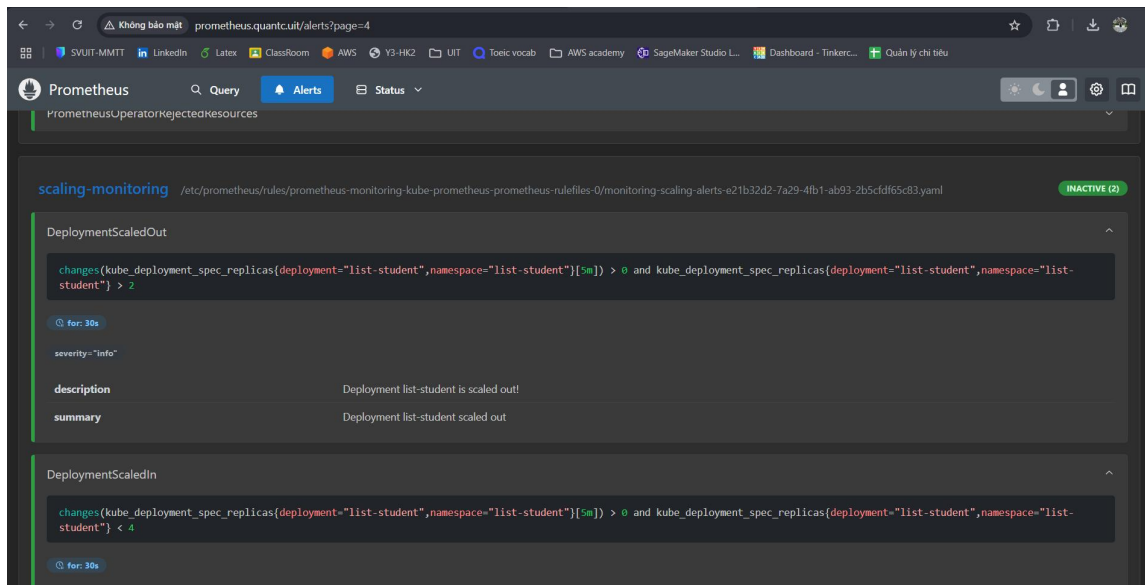 Không bảo mật prometheus.quantc.uit/alerts?page=4
SVUIT-MMTT LinkedIn Latex ClassRoom AWS Y3-HK2 UIT Toeic vocab AWS academy SageMaker Studio L... Dashboard - Tinkerc... Quản lý chi tiêu
Prometheus Query Alerts Status
PrometheusOperatorRejectedResources
scaling-monitoring /etc/prometheus/rules/prometheus-monitoring-kube-prometheus-prometheus-rulefiles-0/monitoring-scaling-alerts-e21b32d2-7a29-4fb1-ab93-2b5cfdf65c83.yaml INACTIVE (2)
DeploymentScaledOut
changes(kube_deployment_spec_replicas{deployment="list-student",namespace="list-student"}[5m]) > 0 and kube_deployment_spec_replicas{deployment="list-student",namespace="list-
student"} > 2
for: 30s
severity="info"
description Deployment list-student is scaled out!
summary Deployment list-student scaled out
DeploymentScaledIn
changes(kube_deployment_spec_replicas{deployment="list-student",namespace="list-student"}[5m]) > 0 and kube_deployment_spec_replicas{deployment="list-student",namespace="list-
student"} < 4
for: 30s